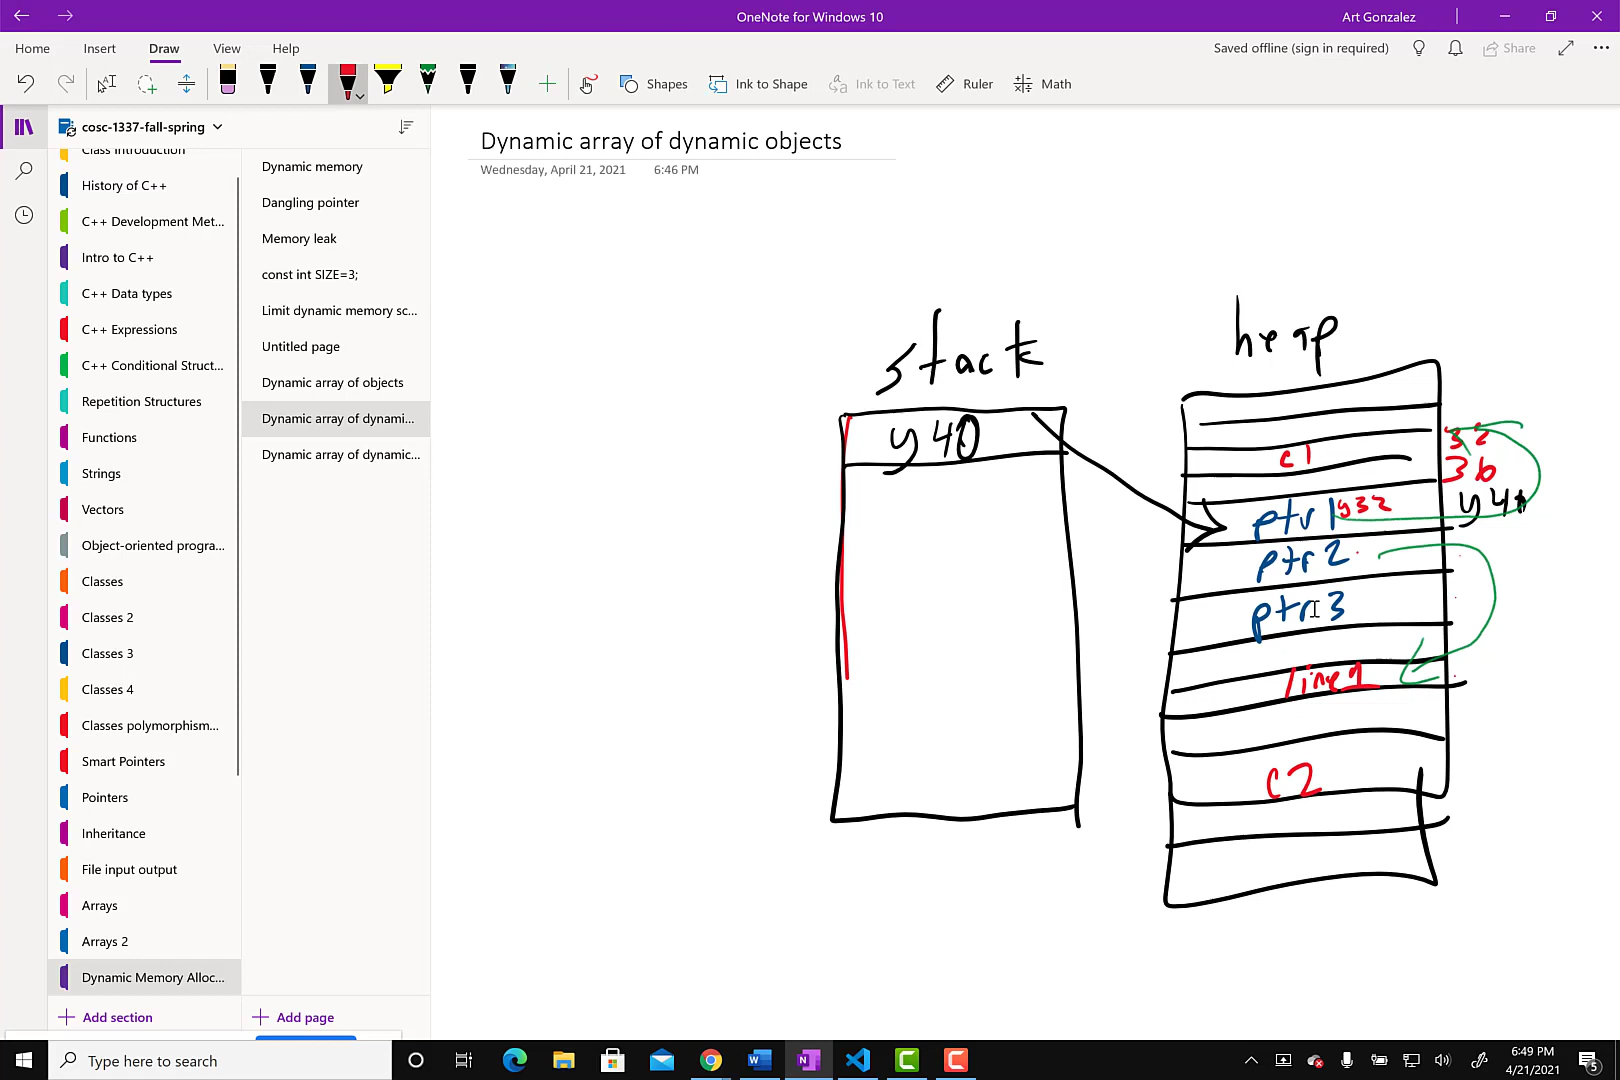 OneNote for Windows 10
Art Gonzalez
Home Insert Draw View Help
Saved offline (sign in required)
Share
Shapes
Ink to Shape
Ink to Text
Ruler
Math
cosc-1337-fall-spring
Class Introduction
History of C++
C++ Development Met...
Intro to C++
C++ Data types
C++ Expressions
C++ Conditional Struct...
Repetition Structures
Functions
Strings
Vectors
Object-oriented progra...
Classes
Classes 2
Classes 3
Classes 4
Classes polymorphism...
Smart Pointers
Pointers
Inheritance
File input output
Arrays
Arrays 2
Dynamic Memory Alloc...
Add section
Dynamic memory
Dangling pointer
Memory leak
const int SIZE=3;
Limit dynamic memory sc...
Untitled page
Dynamic array of objects
Dynamic array of dynami...
Dynamic array of dynamic...
Add page
Dynamic array of dynamic objects
Wednesday, April 21, 2021 6:46 PM
stack
y40
heap
c1
32
36
ptr1 y32
ptr2
ptr3
c2
Type here to search
6:49 PM
4/21/2021
5